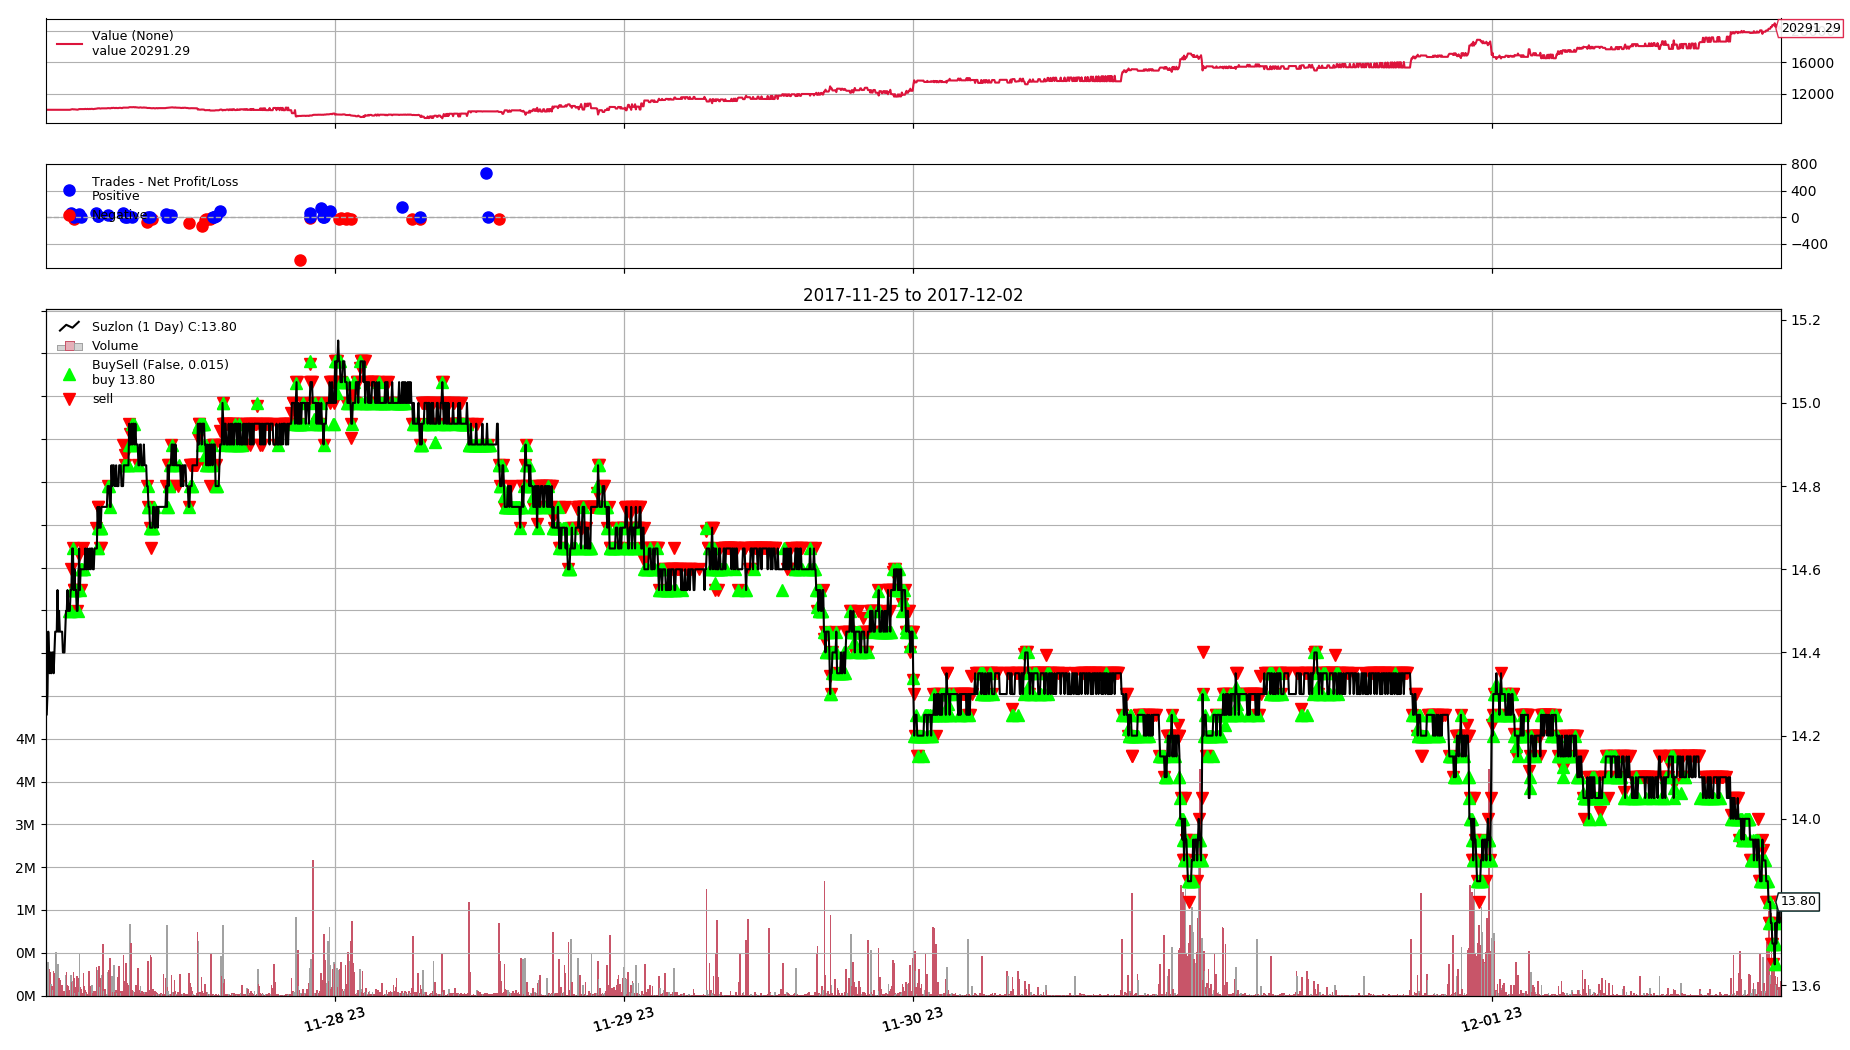 Value (None)
value 20291.29
20291.29
16000
12000
Trades - Net Profit/Loss
Positive
Negative
800
400
0
−400
2017-11-25 to 2017-12-02
Suzlon (1 Day) C:13.80
Volume
BuySell (False, 0.015)
buy 13.80
sell
15.2
15.0
14.8
14.6
14.4
14.2
14.0
13.80
13.6
4M
4M
3M
2M
1M
0M
0M
11-28 23
11-29 23
11-30 23
12-01 23